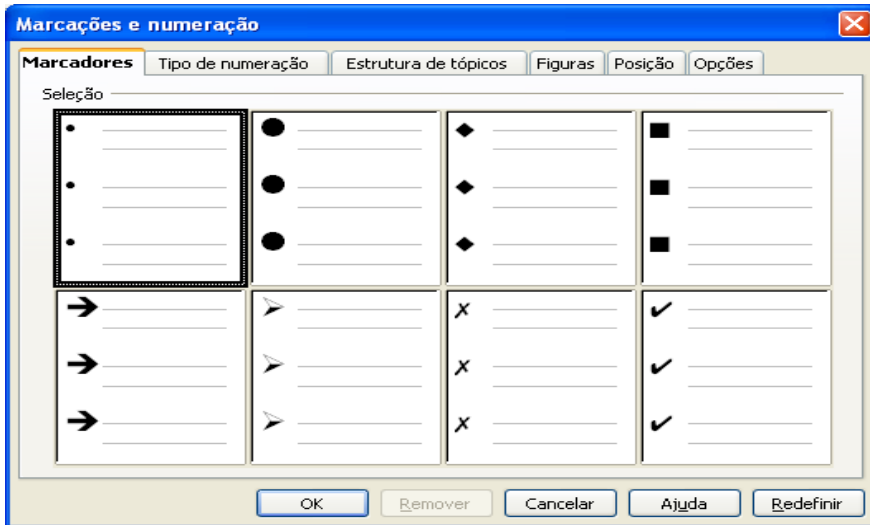 Marcações e numeração
Marcadores Tipo de numeração Estrutura de tópicos Figuras Posição Opções
Seleção
OK Remover Cancelar Ajuda Redefinir